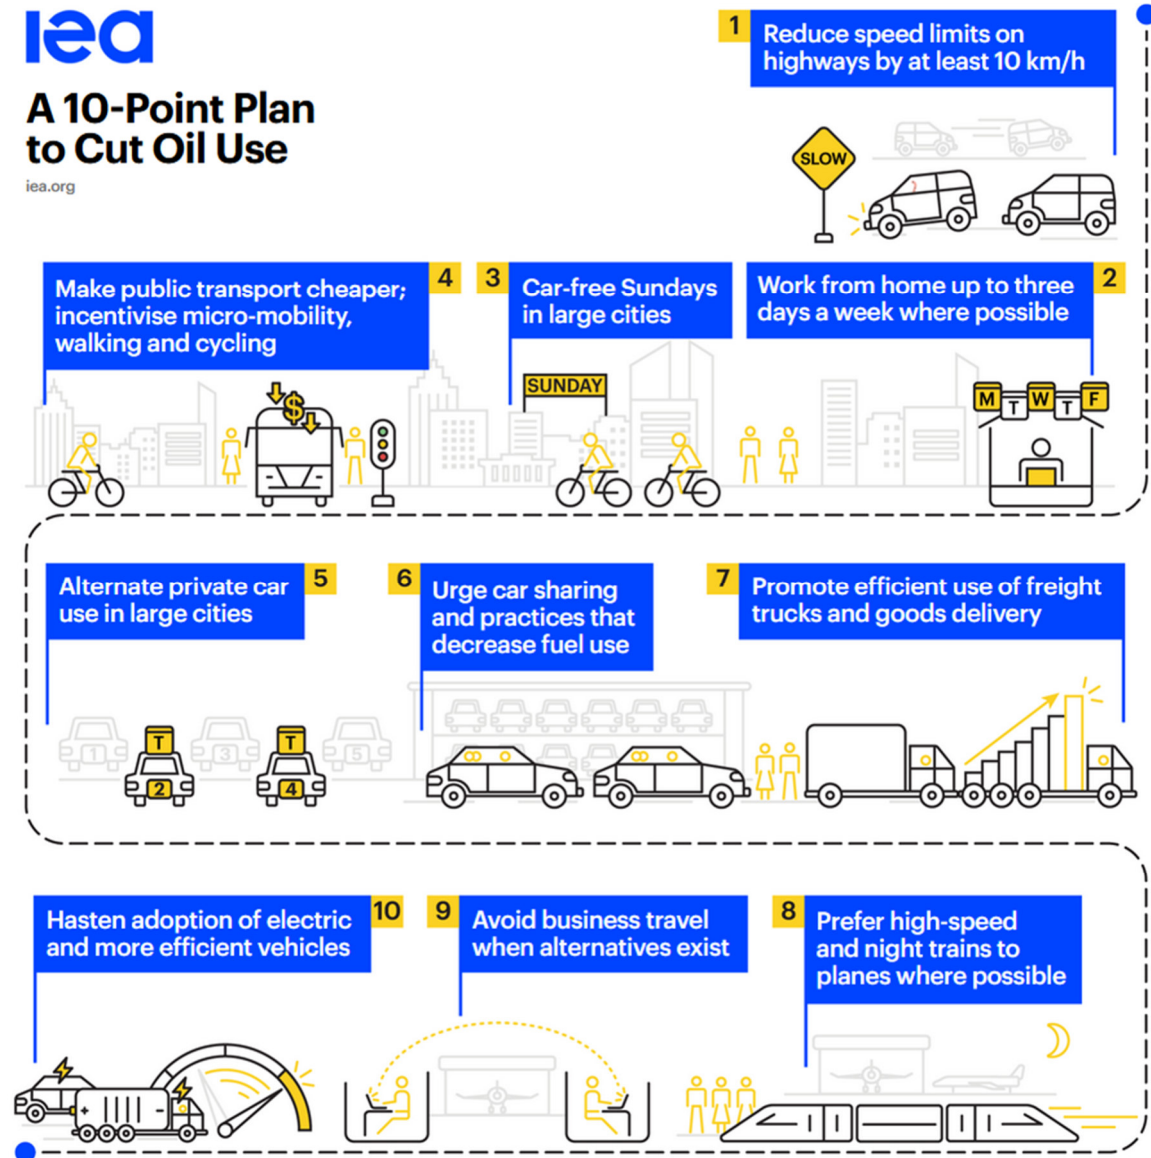 iea
A 10-Point Plan
to Cut Oil Use
iea.org
1
Reduce speed limits on
highways by at least 10 km/h
SLOW
2
Work from home up to three
days a week where possible
M T W T F
3
Car-free Sundays
in large cities
SUNDAY
4
Make public transport cheaper;
incentivise micro-mobility,
walking and cycling
$
5
Alternate private car
use in large cities
T T
1 2 3 4 5
6
Urge car sharing
and practices that
decrease fuel use
7
Promote efficient use of freight
trucks and goods delivery
8
Prefer high-speed
and night trains to
planes where possible
9
Avoid business travel
when alternatives exist
10
Hasten adoption of electric
and more efficient vehicles
+ -